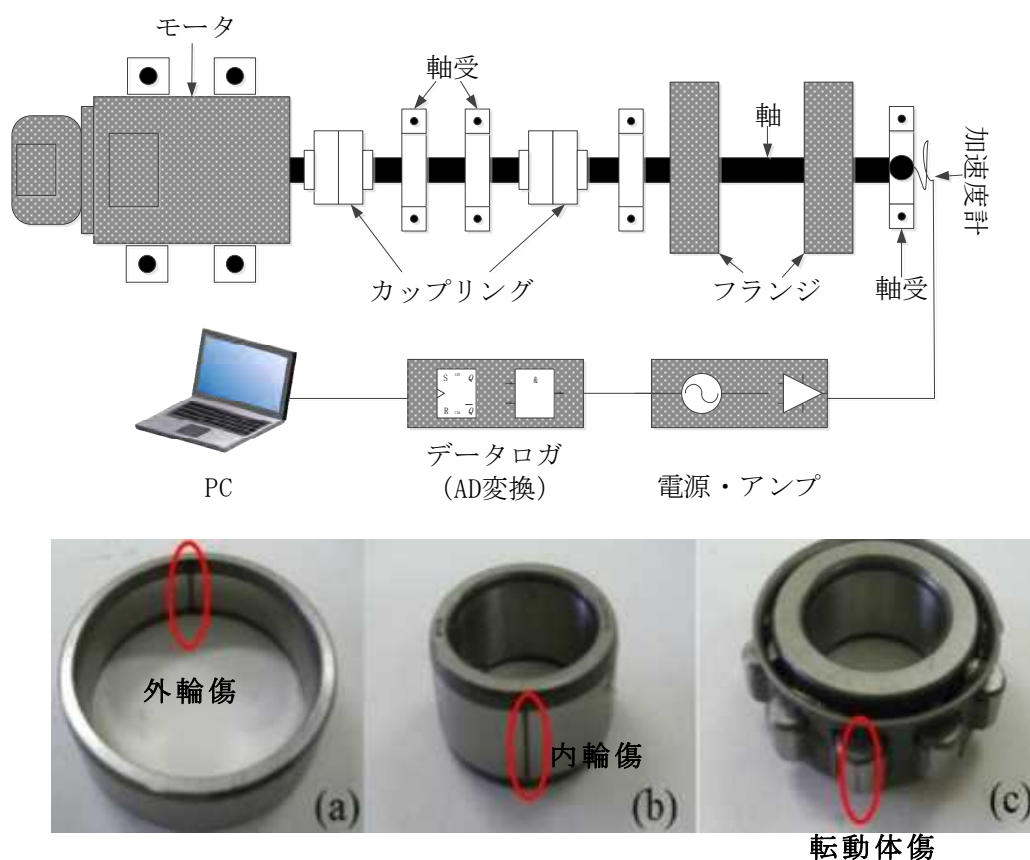 モータ
軸受
軸
加速度計
カップリング
フランジ
軸受
S
Q
R
Q
&
PC
データロガ
(AD変換)
電源・アンプ
外輪傷
(a)
内輪傷
(b)
(c)
転動体傷